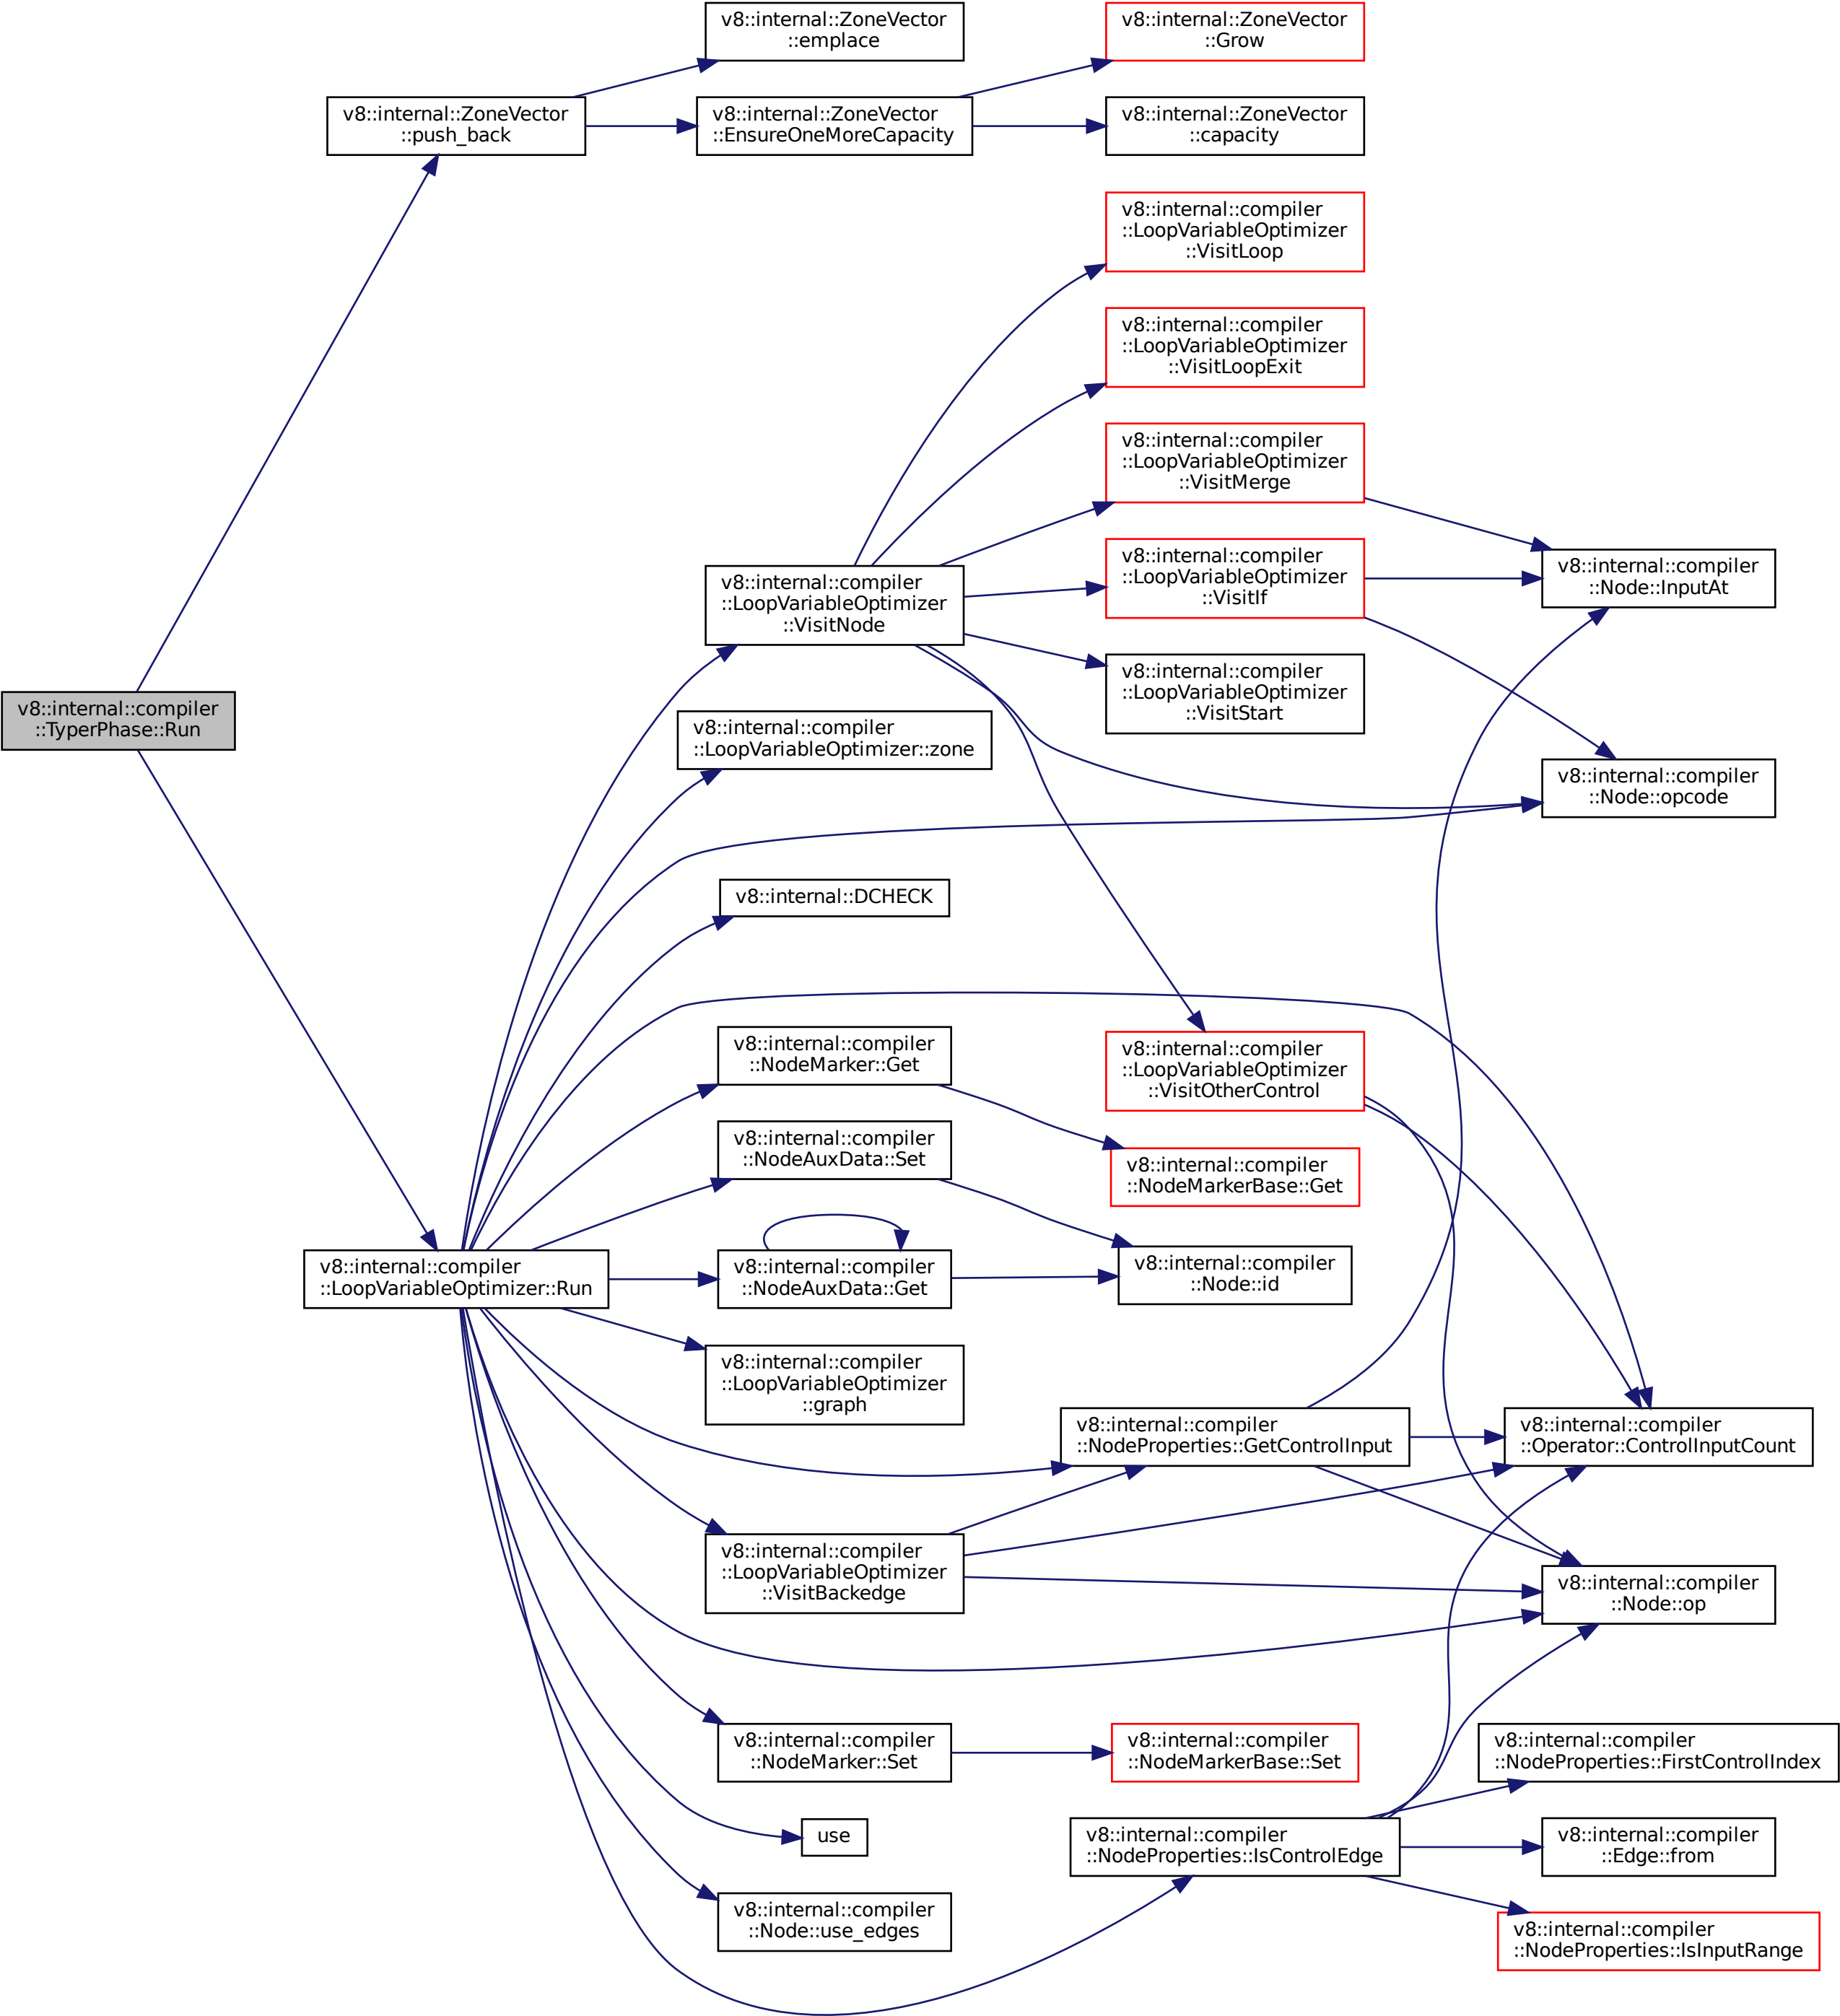 v8::internal::compiler
::TyperPhase::Run
v8::internal::ZoneVector
::push_back
v8::internal::ZoneVector
::emplace
v8::internal::ZoneVector
::EnsureOneMoreCapacity
v8::internal::ZoneVector
::Grow
v8::internal::ZoneVector
::capacity
v8::internal::compiler
::LoopVariableOptimizer::Run
v8::internal::compiler
::LoopVariableOptimizer
::VisitNode
v8::internal::compiler
::LoopVariableOptimizer
::VisitLoop
v8::internal::compiler
::LoopVariableOptimizer
::VisitLoopExit
v8::internal::compiler
::LoopVariableOptimizer
::VisitMerge
v8::internal::compiler
::LoopVariableOptimizer
::VisitIf
v8::internal::compiler
::LoopVariableOptimizer
::VisitStart
v8::internal::compiler
::Node::InputAt
v8::internal::compiler
::Node::opcode
v8::internal::compiler
::LoopVariableOptimizer::zone
v8::internal::DCHECK
v8::internal::compiler
::NodeMarker::Get
v8::internal::compiler
::LoopVariableOptimizer
::VisitOtherControl
v8::internal::compiler
::NodeAuxData::Set
v8::internal::compiler
::NodeMarkerBase::Get
v8::internal::compiler
::NodeAuxData::Get
v8::internal::compiler
::Node::id
v8::internal::compiler
::LoopVariableOptimizer
::graph
v8::internal::compiler
::NodeProperties::GetControlInput
v8::internal::compiler
::Operator::ControlInputCount
v8::internal::compiler
::LoopVariableOptimizer
::VisitBackedge
v8::internal::compiler
::Node::op
v8::internal::compiler
::NodeMarker::Set
v8::internal::compiler
::NodeMarkerBase::Set
v8::internal::compiler
::NodeProperties::FirstControlIndex
use
v8::internal::compiler
::NodeProperties::IsControlEdge
v8::internal::compiler
::Edge::from
v8::internal::compiler
::Node::use_edges
v8::internal::compiler
::NodeProperties::IsInputRange